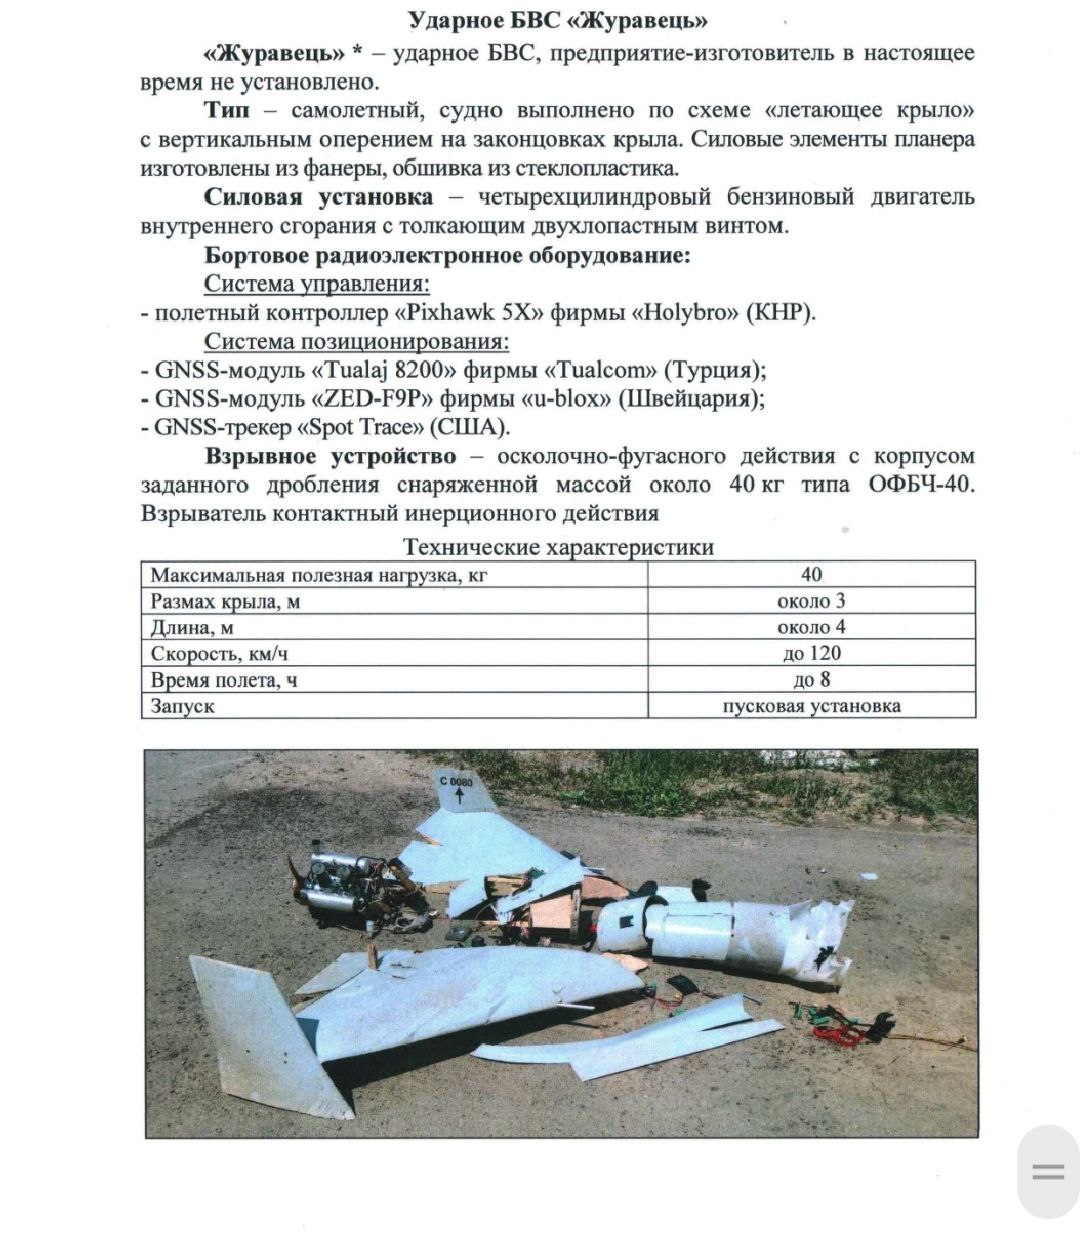 Ударное БВС «Журавець»
«Журавець» * – ударное БВС, предприятие-изготовитель в настоящее
время не установлено.
Тип – самолетный, судно выполнено по схеме «летающее крыло»
с вертикальным оперением на законцовках крыла. Силовые элементы планера
изготовлены из фанеры, обшивка из стеклопластика.
Силовая установка – четырехцилиндровый бензиновый двигатель
внутреннего сгорания с толкающим двухлопастным винтом.
Бортовое радиоэлектронное оборудование:
Система управления:
- полетный контроллер «Pixhawk 5X» фирмы «Holybro» (КНР).
Система позиционирования:
- GNSS-модуль «Tualaj 8200» фирмы «Tualcom» (Турция);
- GNSS-модуль «ZED-F9P» фирмы «u-blox» (Швейцария);
- GNSS-трекер «Spot Trace» (США).
Взрывное устройство – осколочно-фугасного действия с корпусом
заданного дробления снаряженной массой около 40 кг типа ОФБЧ-40.
Взрыватель контактный инерционного действия
Технические характеристики
Максимальная полезная нагрузка, кг 40
Размах крыла, м около 3
Длина, м около 4
Скорость, км/ч до 120
Время полета, ч до 8
Запуск пусковая установка
C 0080